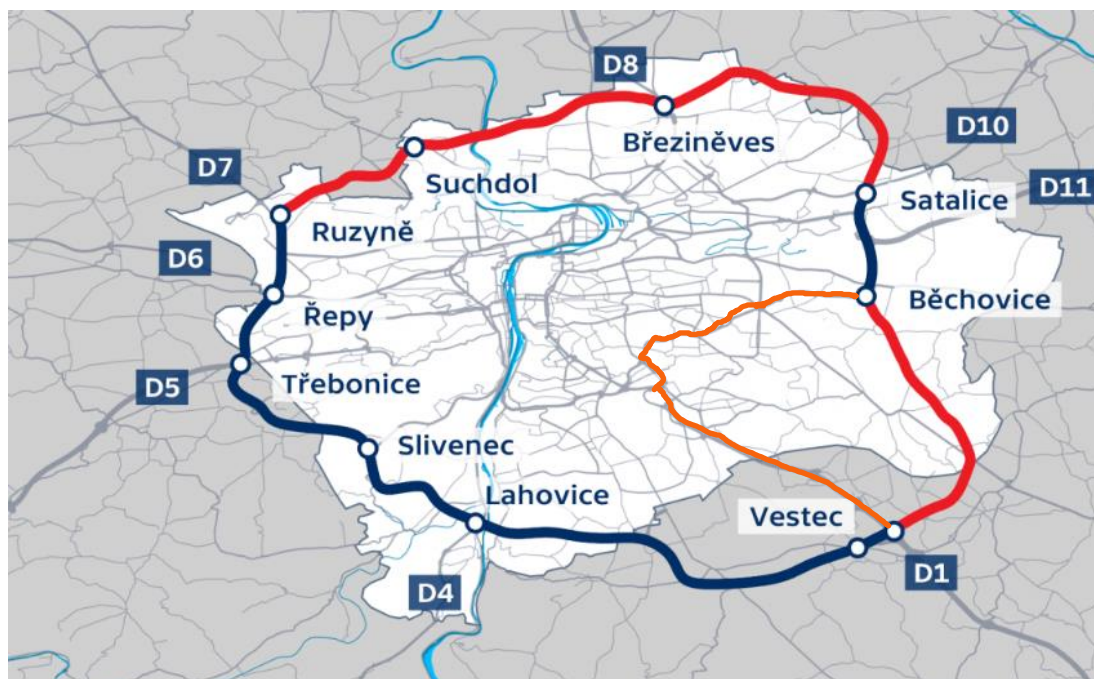 D8
Březiněves
D10
D7
Suchdol
D11
Satalice
Ruzyně
D6
Běchovice
Řepy
D5
Třebonice
Slivenec
Lahovice
Vestec
D1
D4